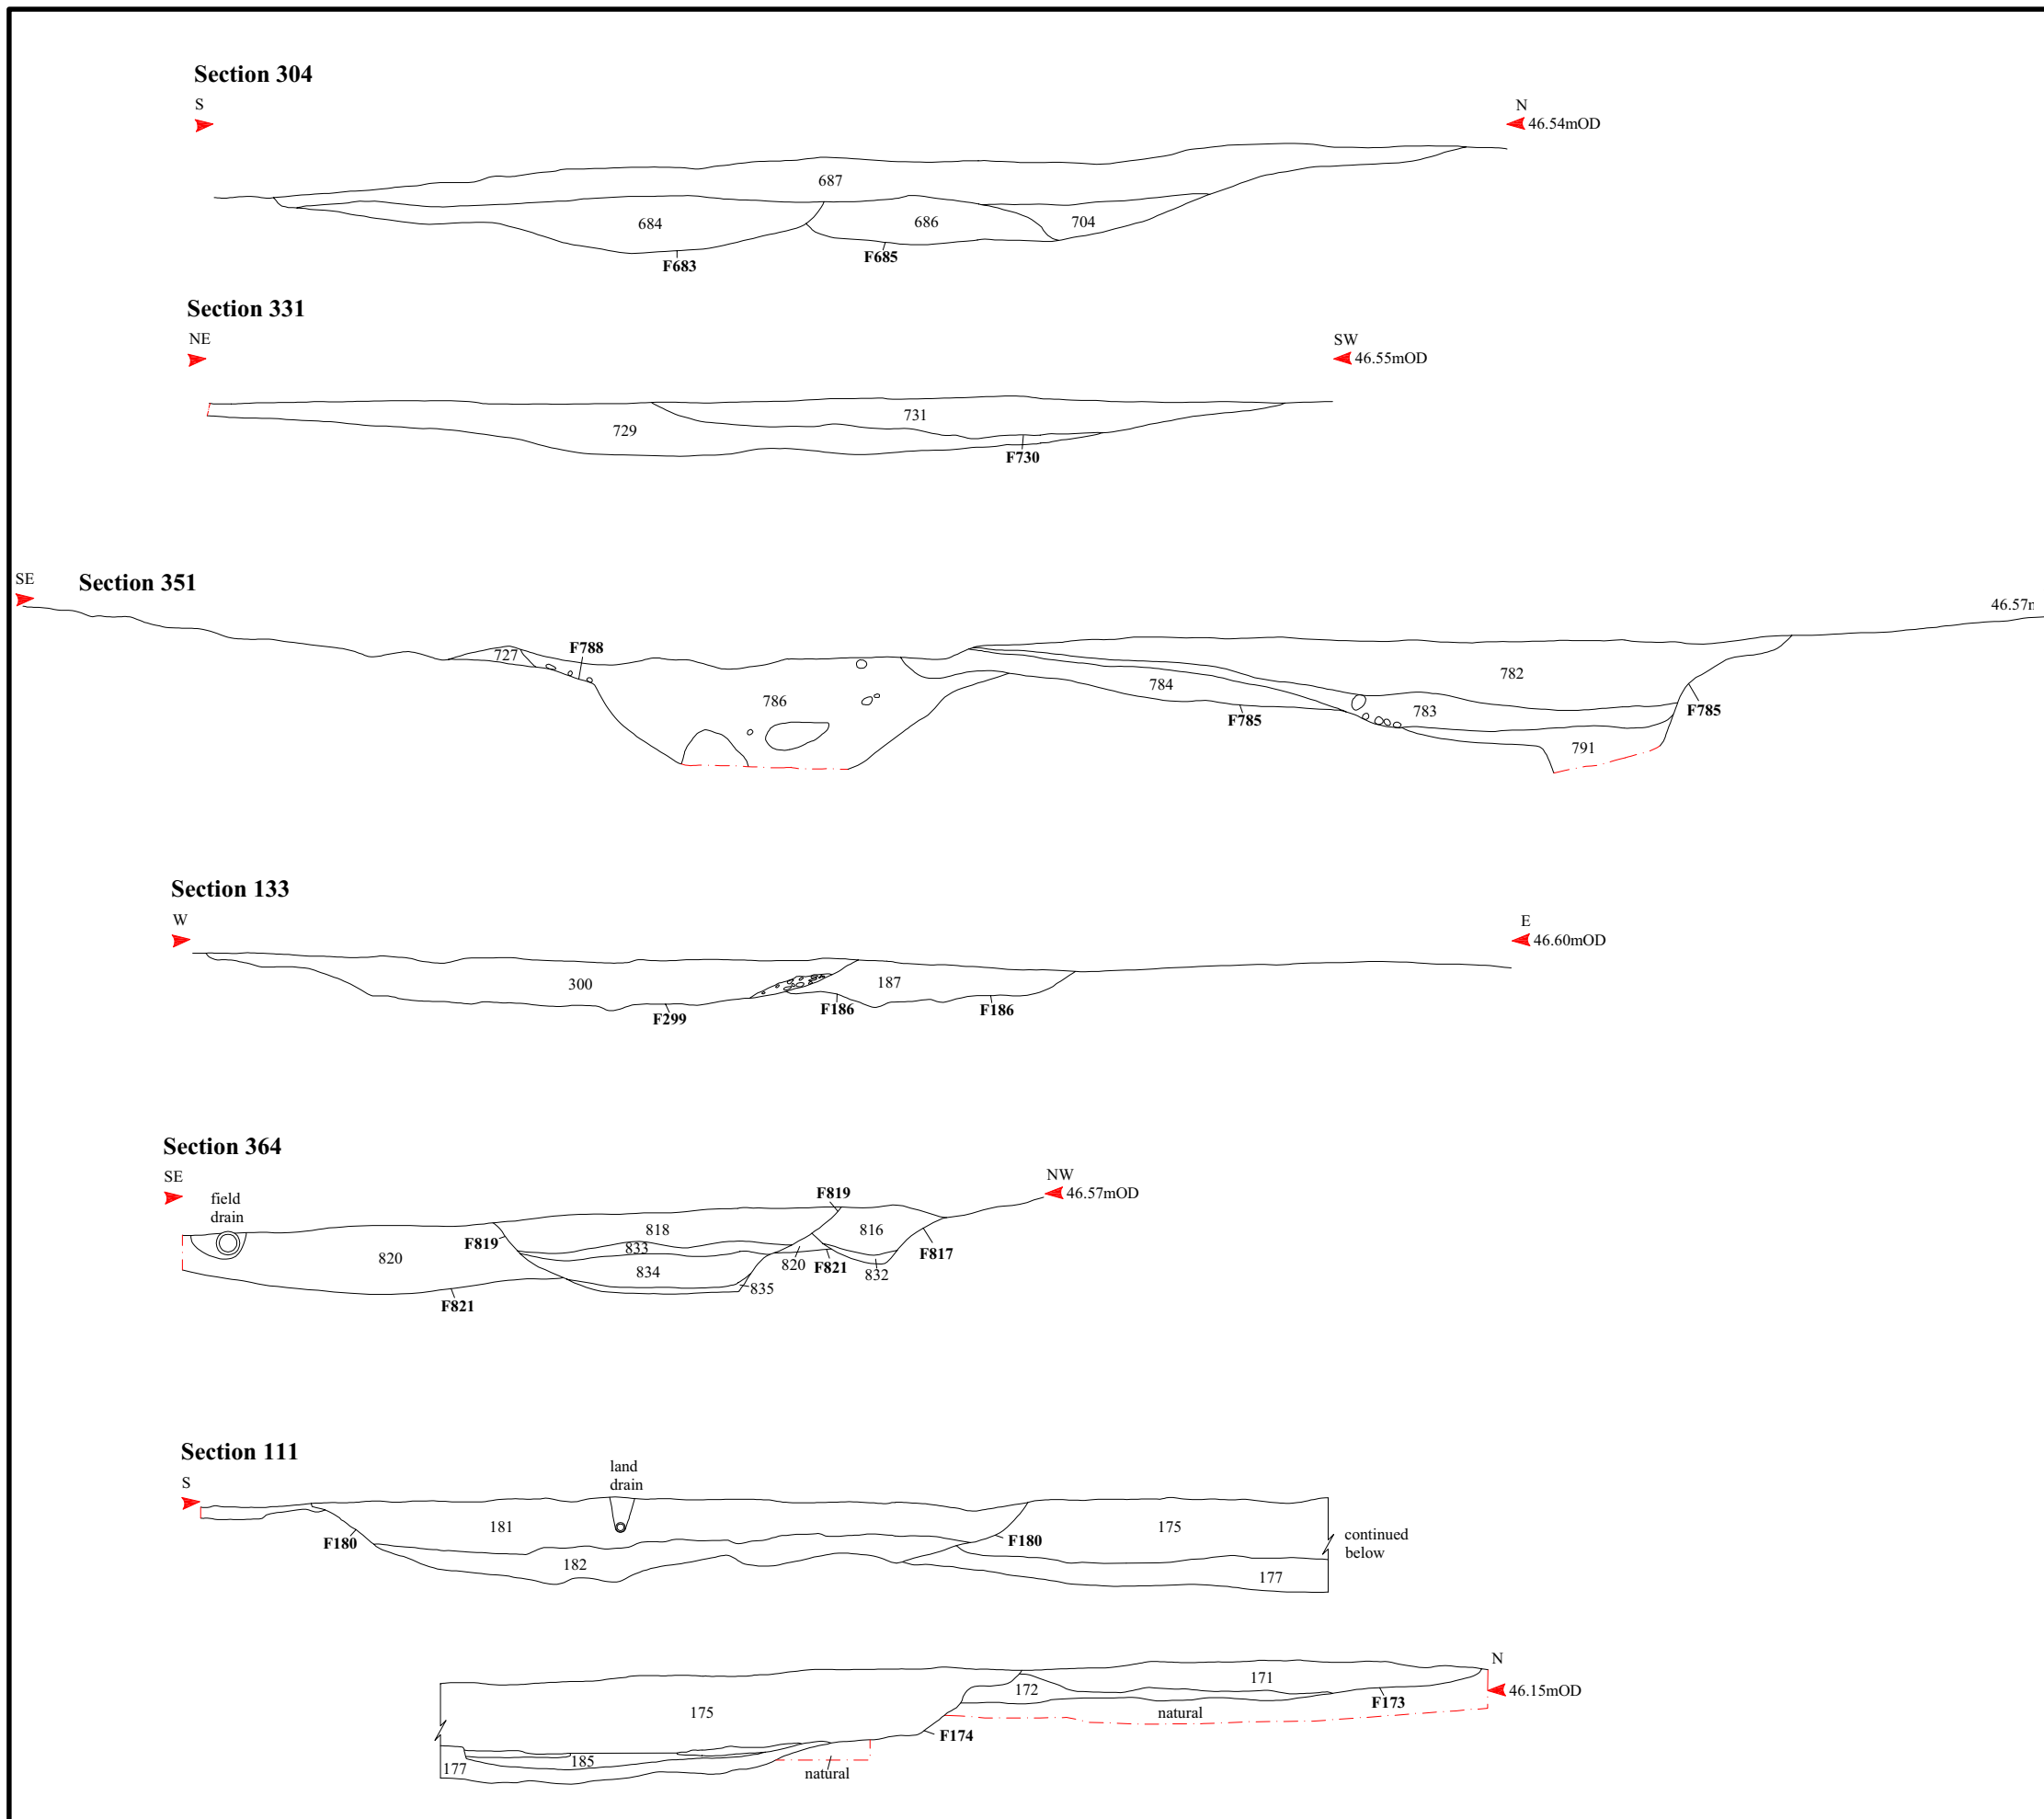 Section 304
S
N
46.54mOD
687
684
686
704
F683
F685
Section 331
NE
SW
46.55mOD
731
729
F730
SE
Section 351
46.57m
727
F788
786
784
782
783
F785
F785
791
Section 133
W
E
46.60mOD
300
187
F299
F186
F186
Section 364
SE
NW
46.57mOD
field
drain
F819
818
816
F819
833
820
820
F821
F817
834
832
835
F821
Section 111
S
land
drain
181
F180
F180
175
continued
below
182
177
N
46.15mOD
171
172
F173
natural
175
F174
185
177
natural